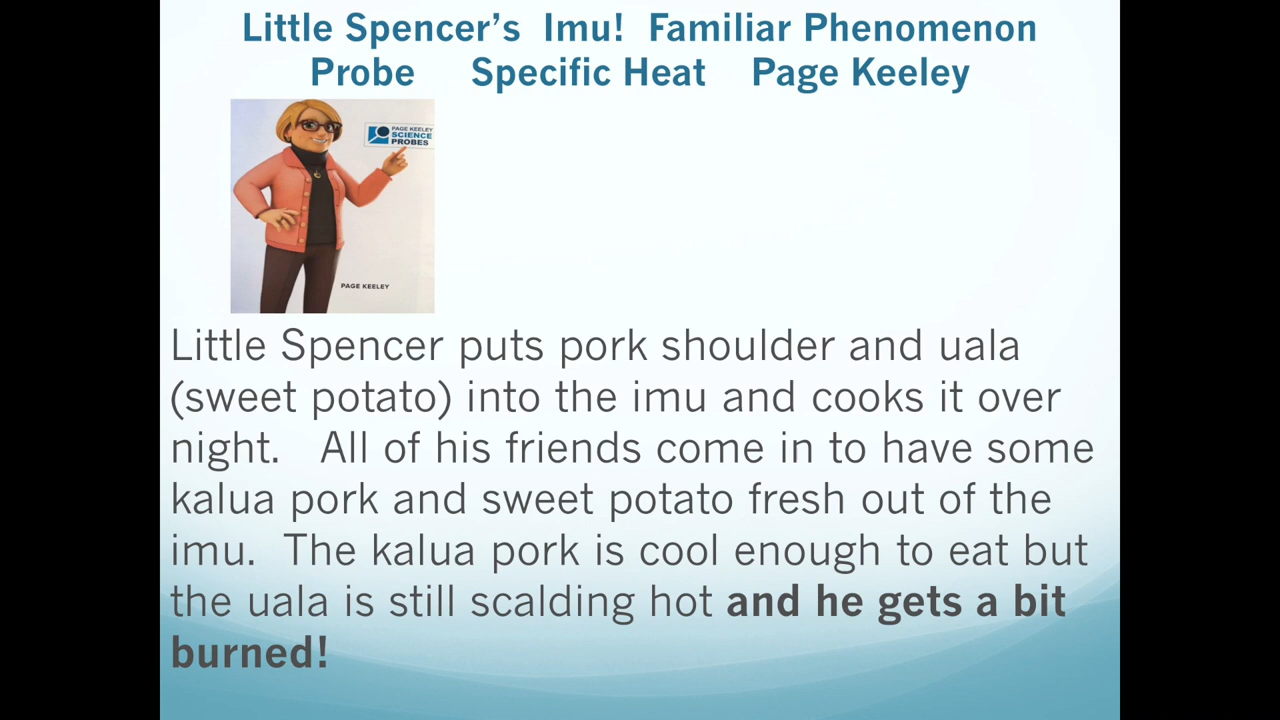 Little Spencer’s Imu! Familiar Phenomenon
Probe Specific Heat Page Keeley
PAGE KEELEY
SCIENCE
PROBES
PAGE KEELEY
Little Spencer puts pork shoulder and uala
(sweet potato) into the imu and cooks it over
night. All of his friends come in to have some
kalua pork and sweet potato fresh out of the
imu. The kalua pork is cool enough to eat but
the uala is still scalding hot and he gets a bit
burned!